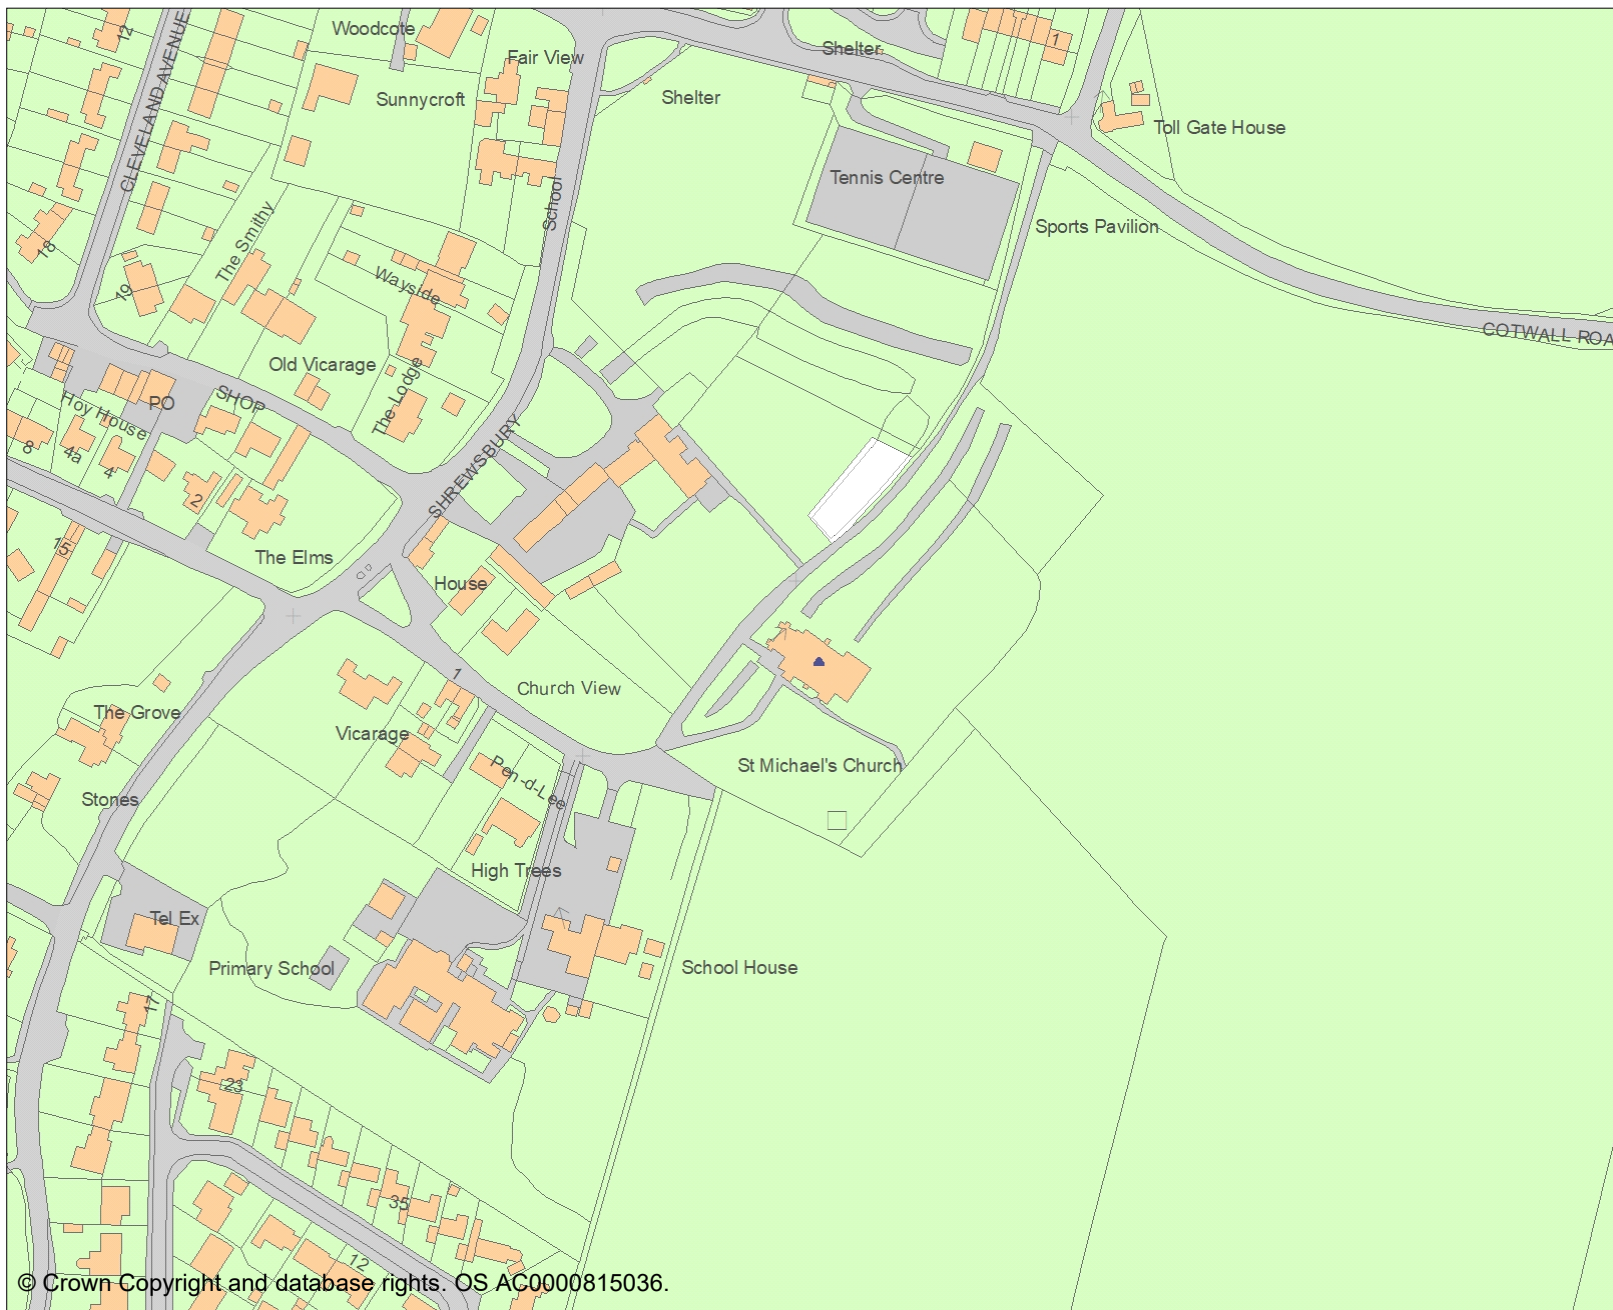 Woodcote
12
CLEVELAND AVENUE
Fair View
Shelter
1
Sunnycroft
Shelter
Toll Gate House
Tennis Centre
School
Sports Pavilion
The Smithy
18
Wayside
19
COTWALL ROA
Old Vicarage
The Lodge
SHOP
PO
Hoy House
8
4a
4
SHREWSBURY
2
15
The Elms
House
1
Church View
The Grove
Vicarage
St Michael's Church
Pen-d-Lee
Stones
High Trees
Tel Ex
Primary School
School House
17
23
35
12
© Crown Copyright and database rights. OS AC0000815036.